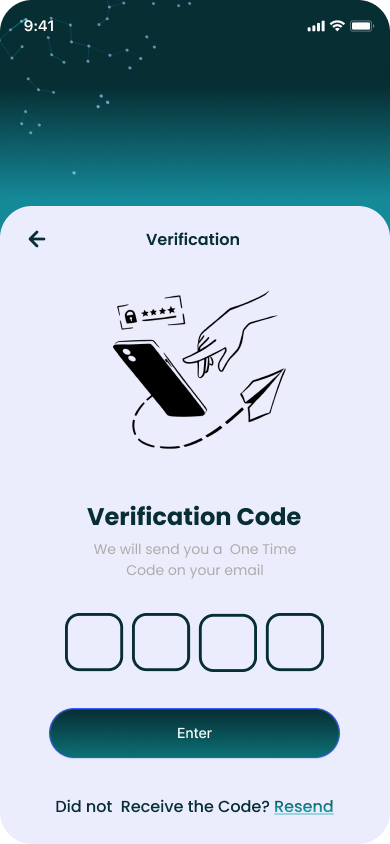 9:41
Verification
Verification Code
We will send you a  One Time
Code on your email
Enter
Did not  Receive the Code? Resend